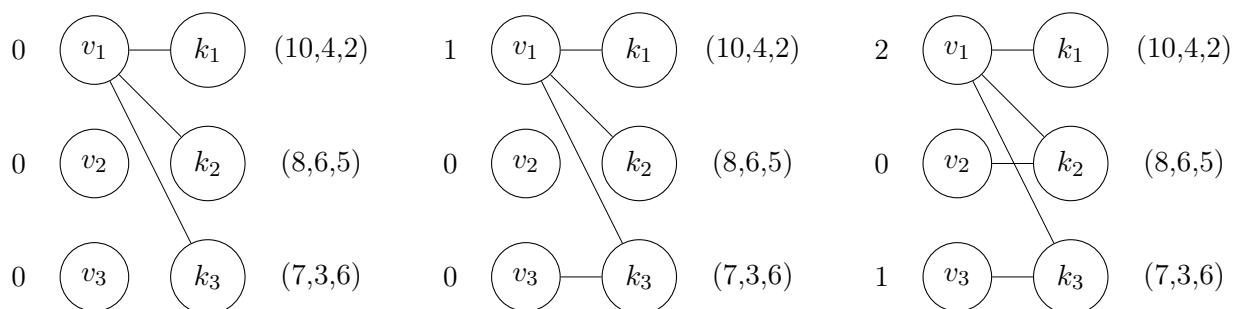 0 v₁ k₁ (10,4,2) 1 v₁ k₁ (10,4,2) 2 v₁ k₁ (10,4,2)
0 v₂ k₂ (8,6,5) 0 v₂ k₂ (8,6,5) 0 v₂ k₂ (8,6,5)
0 v₃ k₃ (7,3,6) 0 v₃ k₃ (7,3,6) 1 v₃ k₃ (7,3,6)